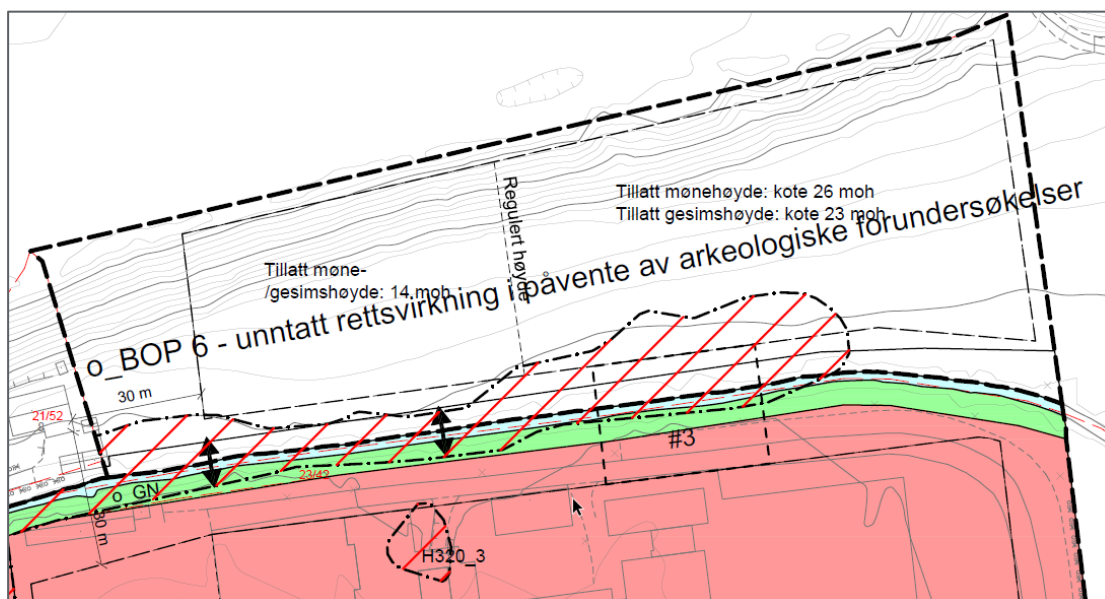 Tillatt mønehøyde: kote 26 moh
Tillatt gesimshøyde: kote 23 moh
Regulert høyde
Tillatt møne-
/gesimshøyde: 14 moh
o_BOP 6 - unntatt rettsvirkning i påvente av arkeologiske forundersøkelser
30 m
21/52
#3
23/43
o_GN
30 m
H320_3